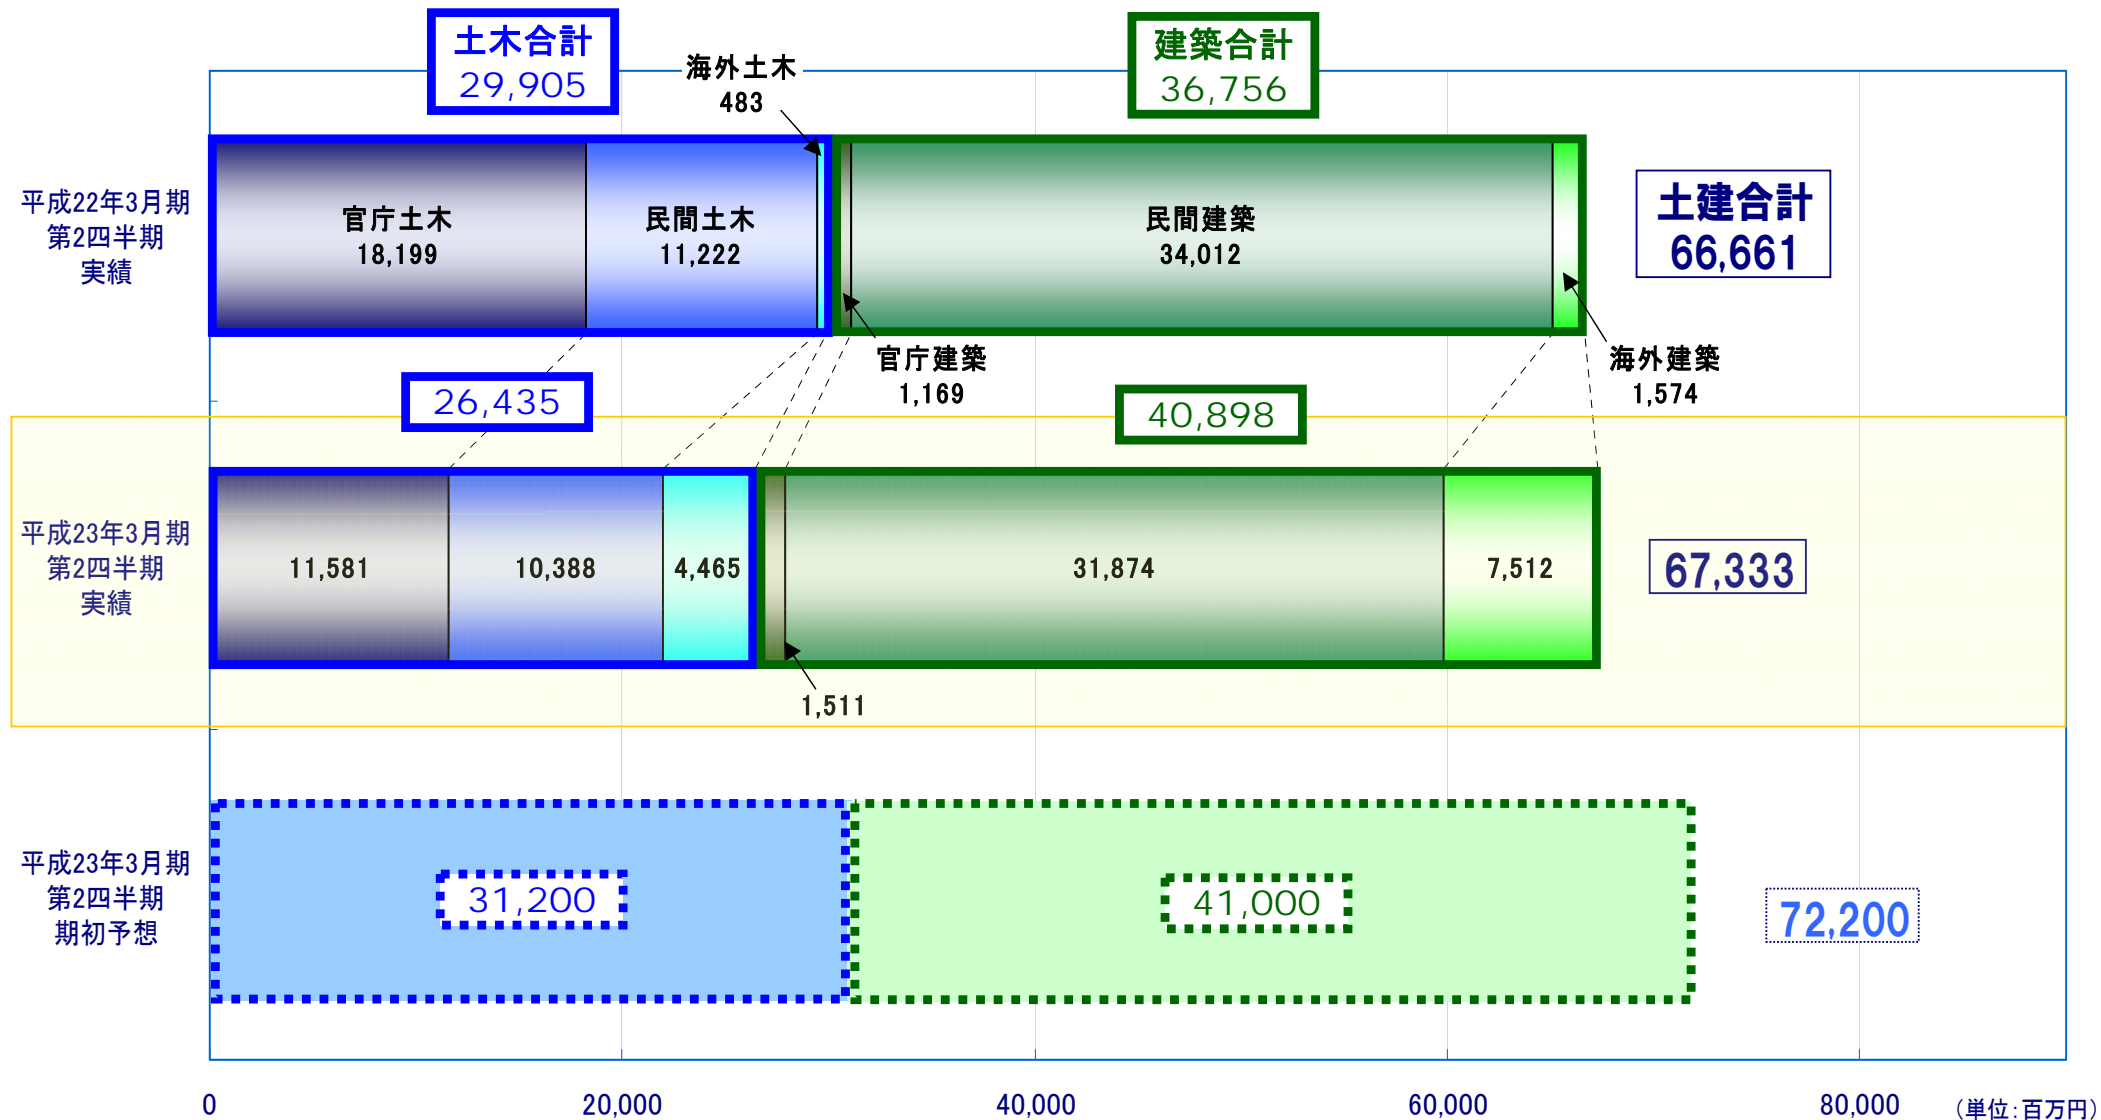 土木合計
29,905
海外土木
483
建築合計
36,756
平成22年3月期
第2四半期
実績
官庁土木
18,199
民間土木
11,222
民間建築
34,012
土建合計
66,661
官庁建築
1,169
海外建築
1,574
26,435
40,898
平成23年3月期
第2四半期
実績
11,581
10,388
4,465
31,874
7,512
67,333
1,511
平成23年3月期
第2四半期
期初予想
31,200
41,000
72,200
0
20,000
40,000
60,000
80,000
(単位:百万円)